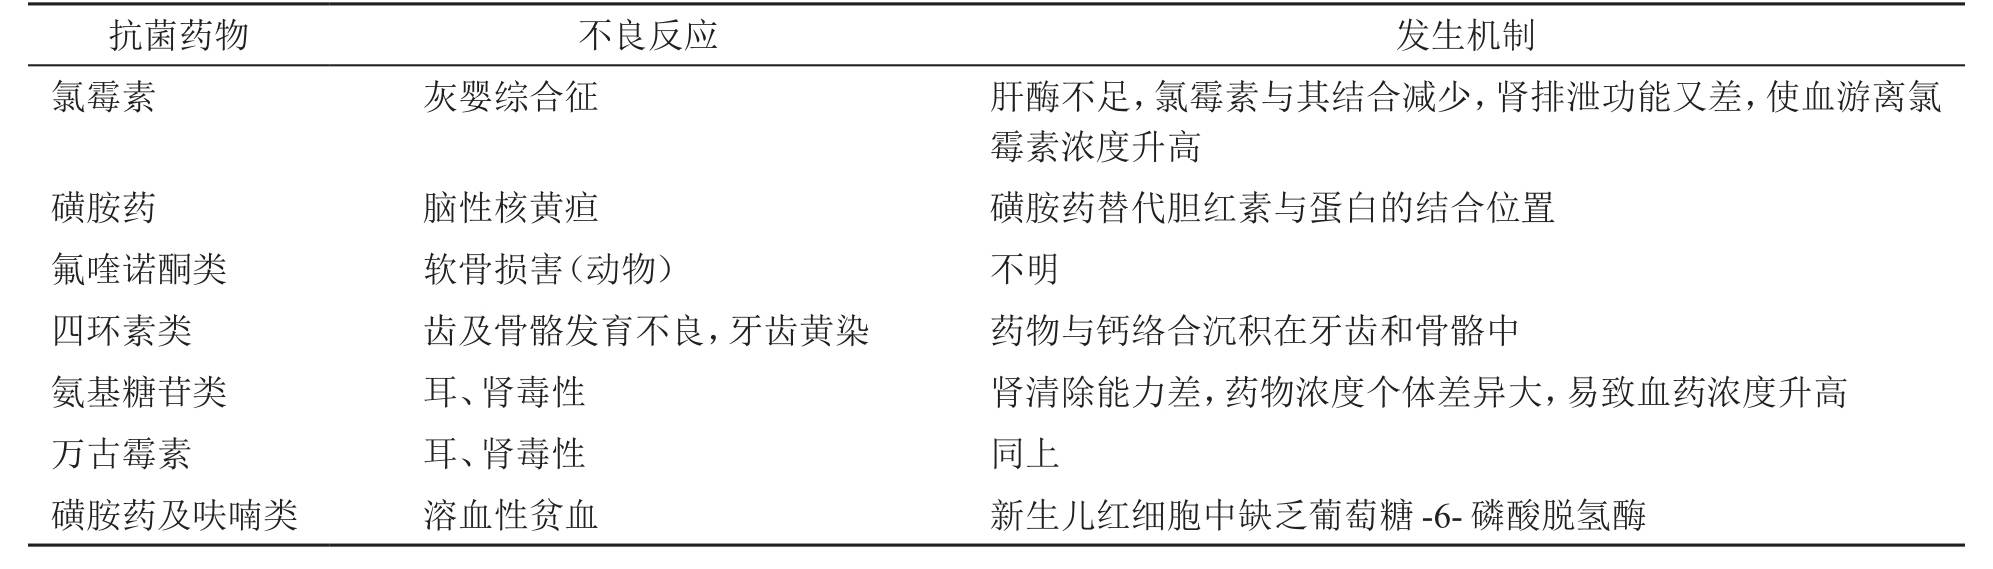 抗菌药物 不良反应 发生机制
氯霉素 灰婴综合征 肝酶不足，氯霉素与其结合减少，肾排泄功能又差，使血游离氯
霉素浓度升高
磺胺药 脑性核黄疸 磺胺药替代胆红素与蛋白的结合位置
氟喹诺酮类 软骨损害（动物） 不明
四环素类 齿及骨骼发育不良，牙齿黄染 药物与钙络合沉积在牙齿和骨骼中
氨基糖苷类 耳、肾毒性 肾清除能力差，药物浓度个体差异大，易致血药浓度升高
万古霉素 耳、肾毒性 同上
磺胺药及呋喃类 溶血性贫血 新生儿红细胞中缺乏葡萄糖-6-磷酸脱氢酶